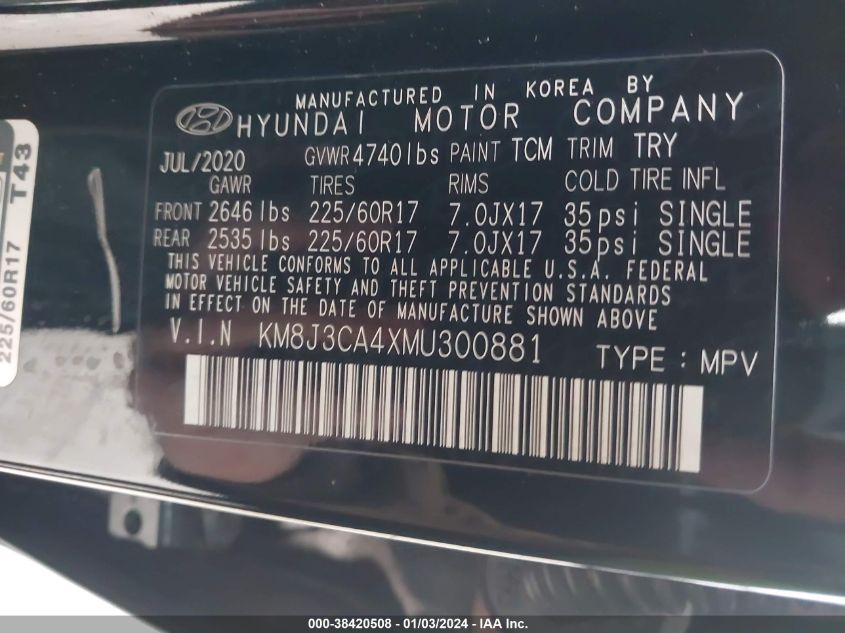 MANUFACTURED IN KOREA BY
HYUNDAI MOTOR COMPANY
JUL/2020 GVWR 4740lbs PAINT TCM TRIM TRY
GAWR TIRES RIMS COLD TIRE INFL
FRONT 2646 lbs 225/60R17 7.0JX17 35psi SINGLE
REAR 2535 lbs 225/60R17 7.0JX17 35psi SINGLE
THIS VEHICLE CONFORMS TO ALL APPLICABLE U.S.A. FEDERAL
MOTOR VEHICLE SAFETY AND THEFT PREVENTION STANDARDS
IN EFFECT ON THE DATE OF MANUFACTURE SHOWN ABOVE
V.I.N KM8J3CA4XMU300881 TYPE : MPV
225/60R17 T43
000-38420508 - 01/03/2024 - IAA Inc.